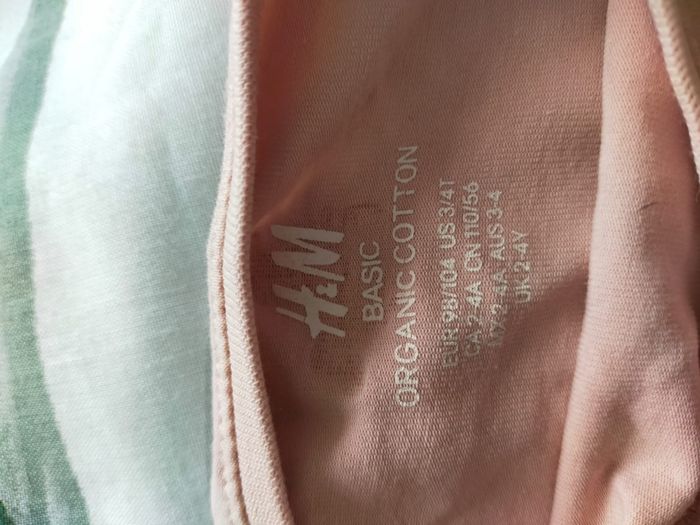 H&M
BASIC
ORGANIC COTTON
EUR 98/104 US 3/4T
CA 2-4A CN 110/56
MX 2-4A AUS 3-4
UK 2-4Y